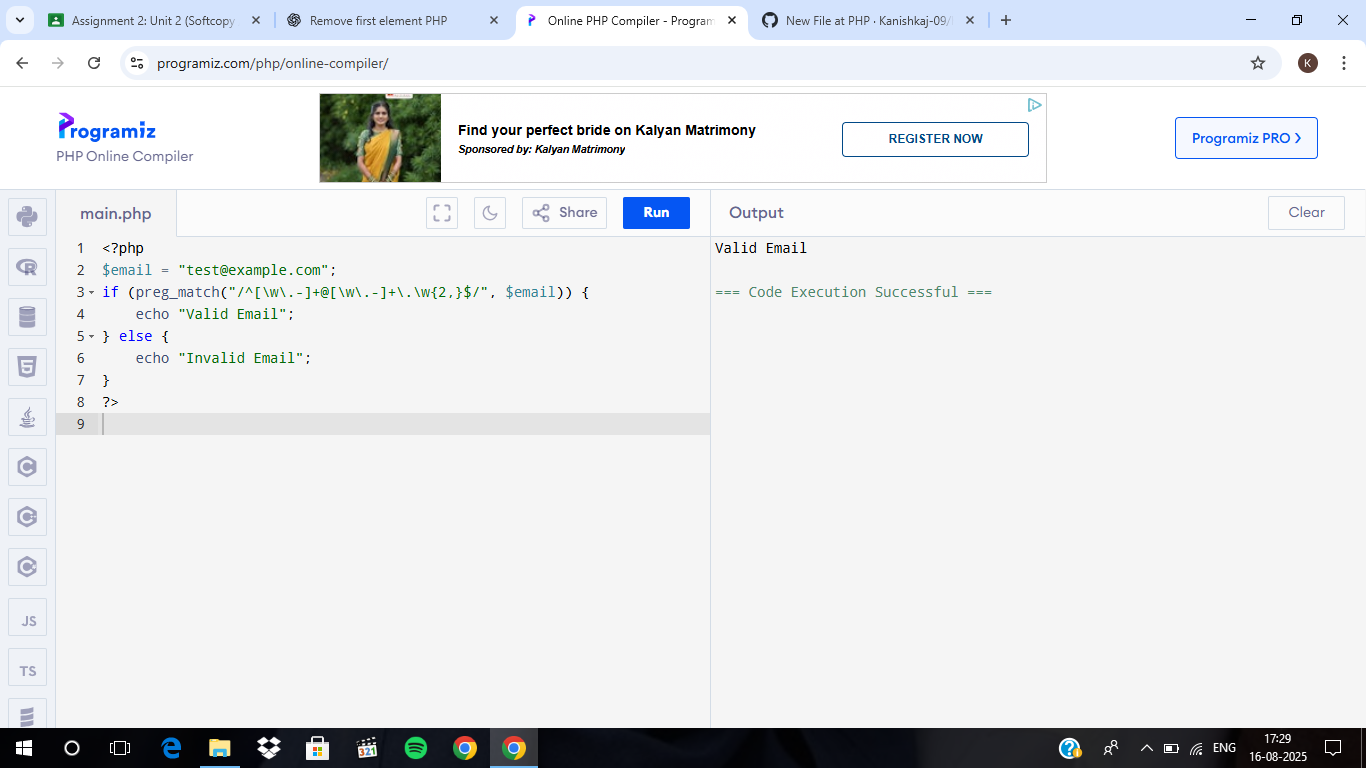 Assignment 2: Unit 2 (Softcopy
Remove first element PHP
Online PHP Compiler - Program
New File at PHP · Kanishkaj-09/
programiz.com/php/online-compiler/
K
Programiz
PHP Online Compiler
Find your perfect bride on Kalyan Matrimony
Sponsored by: Kalyan Matrimony
REGISTER NOW
Programiz PRO >
main.php
Share
Run
Output
Clear
1 <?php
2 $email = "test@example.com";
3 if (preg_match("/^[\w\.-]+@[\w\.-]+\.\w{2,}$/", $email)) {
4     echo "Valid Email";
5 } else {
6     echo "Invalid Email";
7 }
8 ?>
9
Valid Email
=== Code Execution Successful ===
JS
TS
321
ENG
17:29
16-08-2025